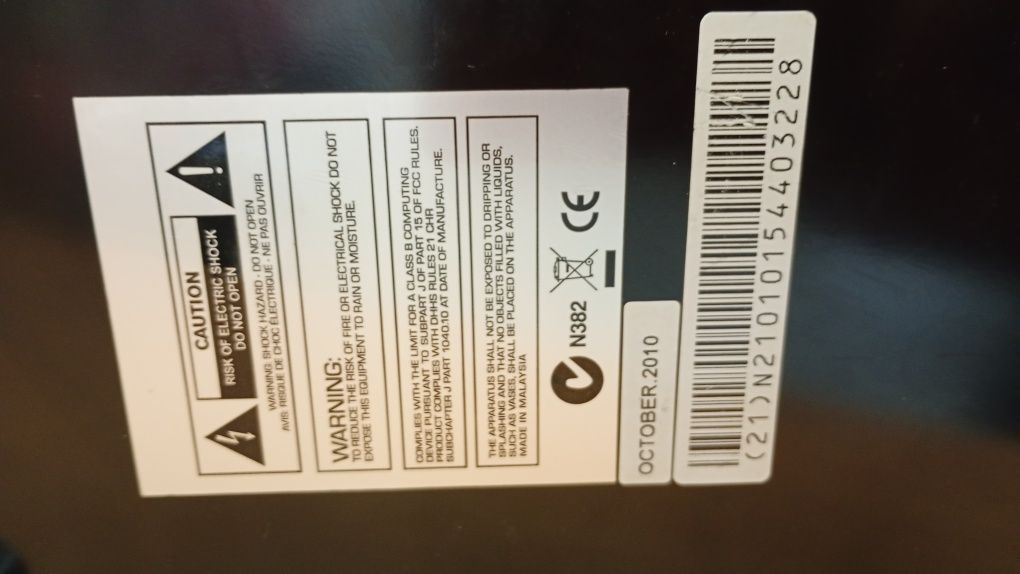 CAUTION
RISK OF ELECTRIC SHOCK
DO NOT OPEN
WARNING: SHOCK HAZARD - DO NOT OPEN
AVIS: RISQUE DE CHOC ÉLECTRIQUE - NE PAS OUVRIR
WARNING:
TO REDUCE THE RISK OF FIRE OR ELECTRICAL SHOCK DO NOT
EXPOSE THIS EQUIPMENT TO RAIN OR MOISTURE.
COMPLIES WITH THE LIMIT FOR A CLASS B COMPUTING
DEVICE PURSUANT TO SUBPART J OF PART 15 OF FCC RULES.
PRODUCT COMPLIES WITH DHHS RULES 21 CHR
SUBCHAPTER J PART 1040.10 AT DATE OF MANUFACTURE.
THE APPARATUS SHALL NOT BE EXPOSED TO DRIPPING OR
SPLASHING AND THAT NO OBJECTS FILLED WITH LIQUIDS,
SUCH AS VASES, SHALL BE PLACED ON THE APPARATUS.
MADE IN MALAYSIA
N382 CE
OCTOBER.2010
(21)N21010154403228